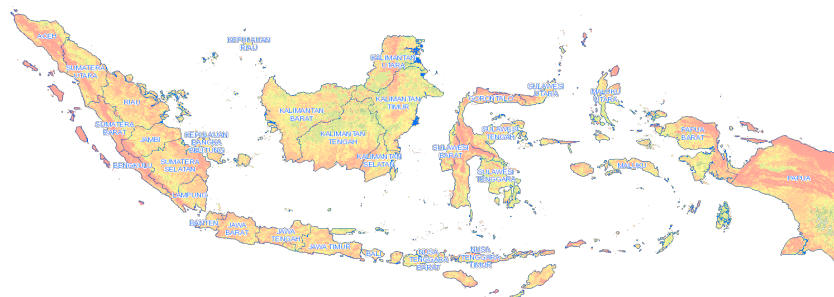 ACEH
SUMATERA
UTARA
RIAU
KEPULAUAN
RIAU
SUMATERA
BARAT
JAMBI
KEPULAUAN
BANGKA
BELITUNG
BENGKULU
SUMATERA
SELATAN
LAMPUNG
BANTEN
JAWA
BARAT
JAWA
TENGAH
JAWA TIMUR
BALI
NUSA
TENGGARA
BARAT
NUSA
TENGGARA
TIMUR
KALIMANTAN
UTARA
KALIMANTAN
BARAT
KALIMANTAN
TIMUR
KALIMANTAN
TENGAH
KALIMANTAN
SELATAN
GORONTALO
SULAWESI
UTARA
SULAWESI
TENGAH
SULAWESI
BARAT
SULAWESI
TENGGARA
MALUKU
UTARA
MALUKU
PAPUA
BARAT
PAPUA